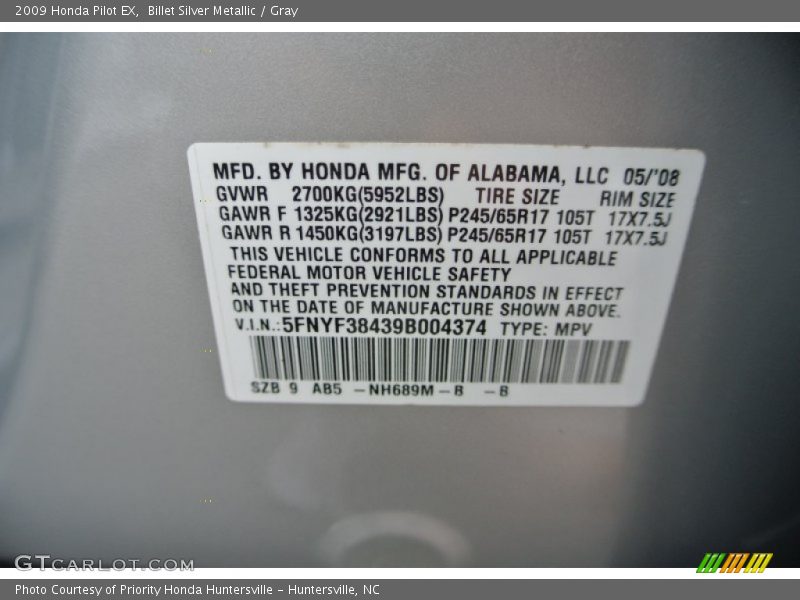 2009 Honda Pilot EX, Billet Silver Metallic / Gray
MFD. BY HONDA MFG. OF ALABAMA, LLC 05/'08
GVWR 2700KG(5952LBS) TIRE SIZE RIM SIZE
GAWR F 1325KG(2921LBS) P245/65R17 105T 17X7.5J
GAWR R 1450KG(3197LBS) P245/65R17 105T 17X7.5J
THIS VEHICLE CONFORMS TO ALL APPLICABLE
FEDERAL MOTOR VEHICLE SAFETY
AND THEFT PREVENTION STANDARDS IN EFFECT
ON THE DATE OF MANUFACTURE SHOWN ABOVE.
V.I.N.:5FNYF38439B004374 TYPE: MPV
SZB 9 AB5 -NH689M-B -B
GTCARLOT.COM
Photo Courtesy of Priority Honda Huntersville - Huntersville, NC